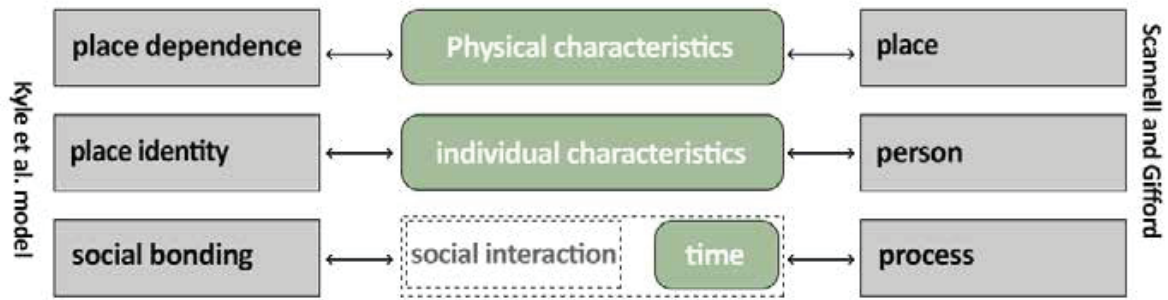 Kyle et al. model
place dependence
Physical characteristics
place
place identity
individual characteristics
person
social bonding
social interaction
time
process
Scannell and Gifford